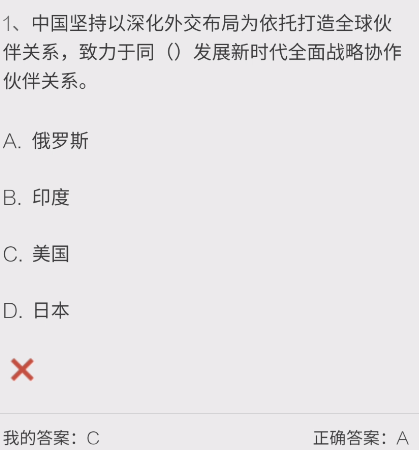 1、中国坚持以深化外交布局为依托打造全球伙
伴关系，致力于同（）发展新时代全面战略协作
伙伴关系。
A. 俄罗斯
B. 印度
C. 美国
D. 日本
我的答案：C
正确答案：A